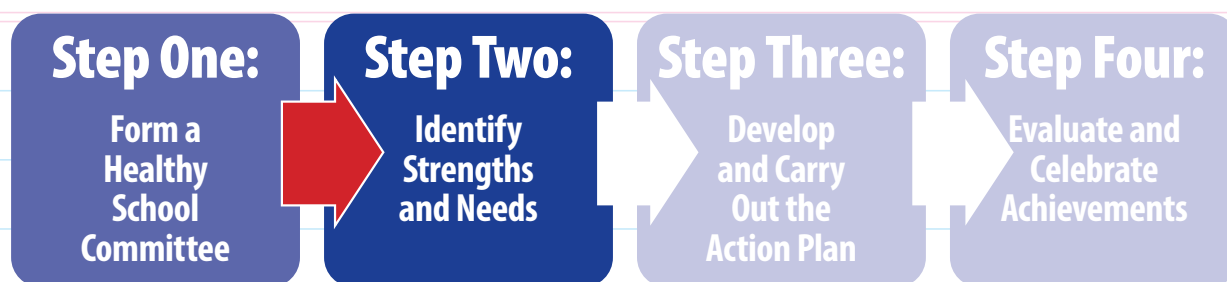 Step One:
Form a
Healthy
School
Committee
Step Two:
Identify
Strengths
and Needs
Step Three:
Develop
and Carry
Out the
Action Plan
Step Four:
Evaluate and
Celebrate
Achievements